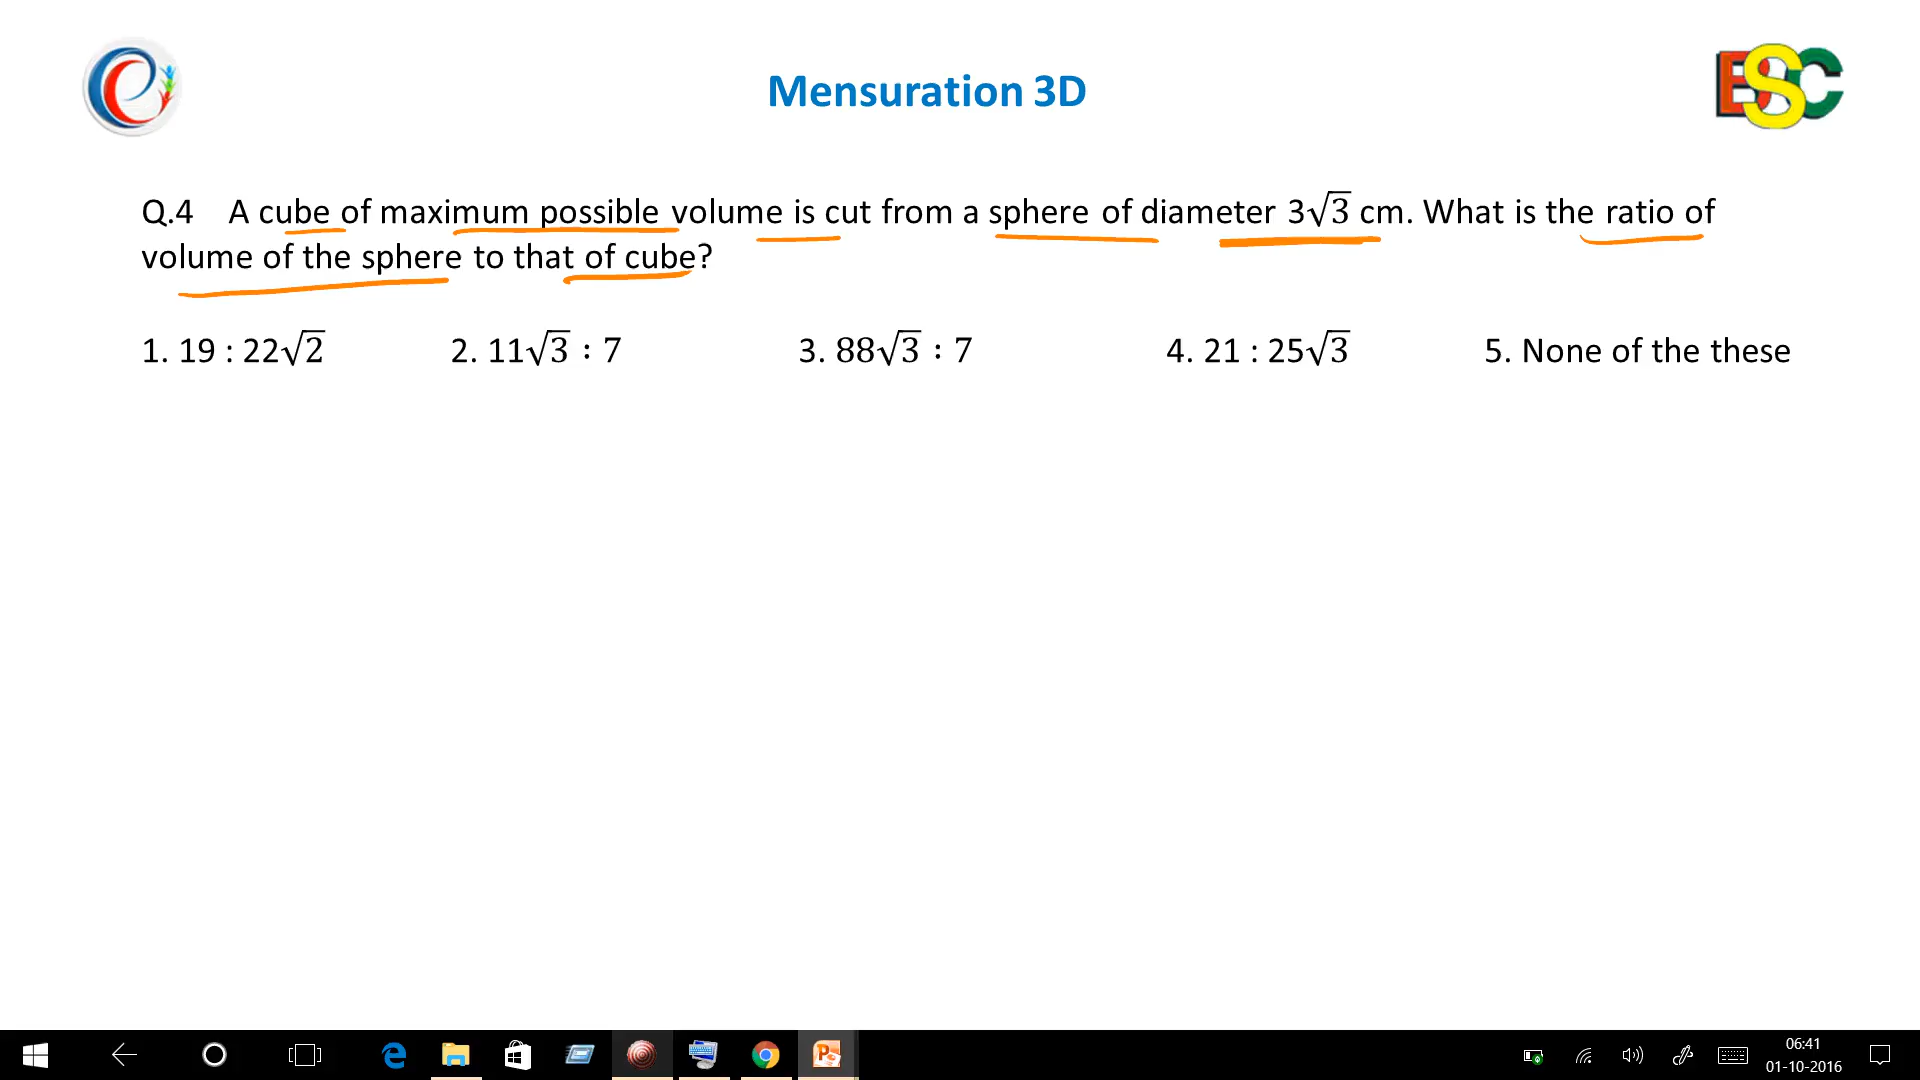 Mensuration 3D
ESC
Q.4 A cube of maximum possible volume is cut from a sphere of diameter 3√3 cm. What is the ratio of
volume of the sphere to that of cube?
1. 19 : 22√2 2. 11√3 : 7 3. 88√3 : 7 4. 21 : 25√3 5. None of the these
06:41
01-10-2016